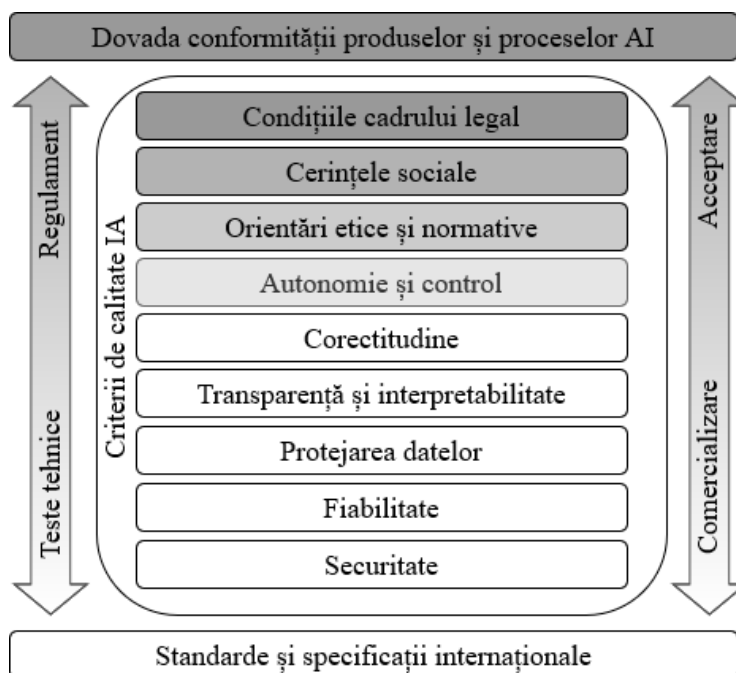 Dovada conformității produselor și proceselor AI
Regulament
Teste tehnice
Criterii de calitate IA
Condițiile cadrului legal
Cerințele sociale
Orientări etice și normative
Autonomie și control
Corectitudine
Transparență și interpretabilitate
Protejarea datelor
Fiabilitate
Securitate
Acceptare
Comercializare
Standarde și specificații internaționale